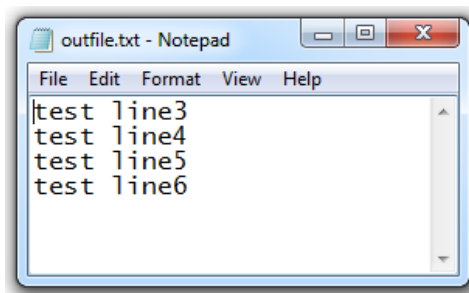 outfile.txt - Notepad
File Edit Format View Help
test line3
test line4
test line5
test line6